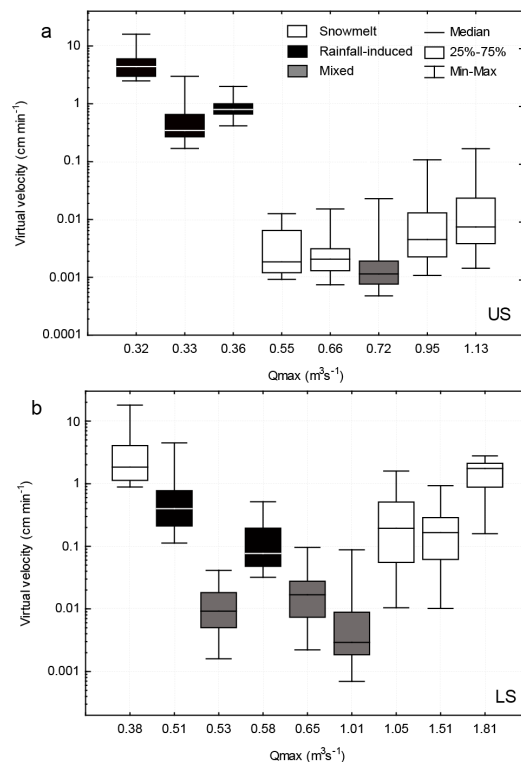 a
Snowmelt
Rainfall-induced
Mixed
Median
25%-75%
Min-Max
Virtual velocity (cm min⁻¹)
10
1
0.1
0.01
0.001
0.0001
US
0.32 0.33 0.36 0.55 0.66 0.72 0.95 1.13
Qmax (m³s⁻¹)
b
Virtual velocity (cm min⁻¹)
10
1
0.1
0.01
0.001
LS
0.38 0.51 0.53 0.58 0.65 1.01 1.05 1.51 1.81
Qmax (m³s⁻¹)